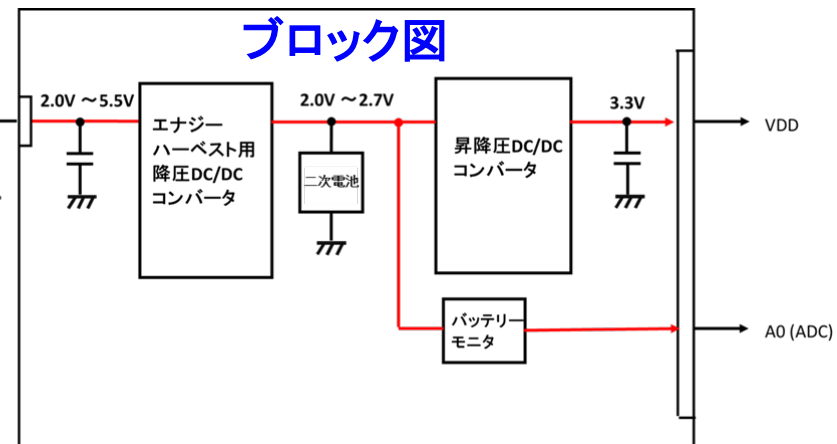 ブロック図
2.0V ～5.5V
2.0V ～2.7V
3.3V
エナジー
ハーベスト用
降圧DC/DC
コンバータ
二次電池
昇降圧DC/DC
コンバータ
VDD
バッテリー
モニタ
A0 (ADC)